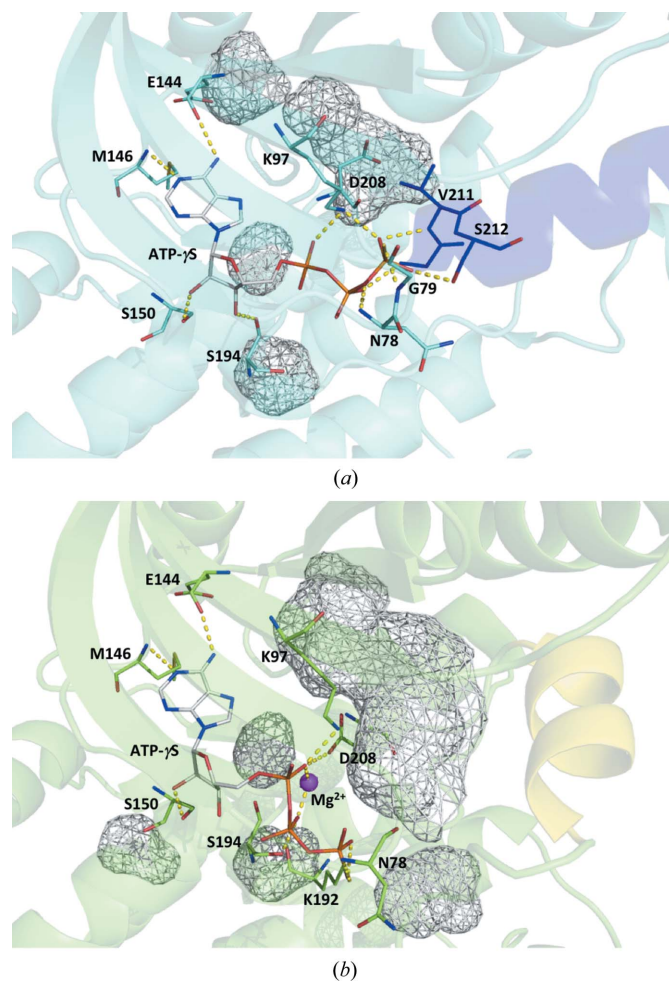 E144
K97
M146
D208
V211
S212
ATP-γS
G79
S150
N78
S194
(a)
E144
K97
M146
ATP-γS
D208
Mg²⁺
S150
S194
N78
K192
(b)